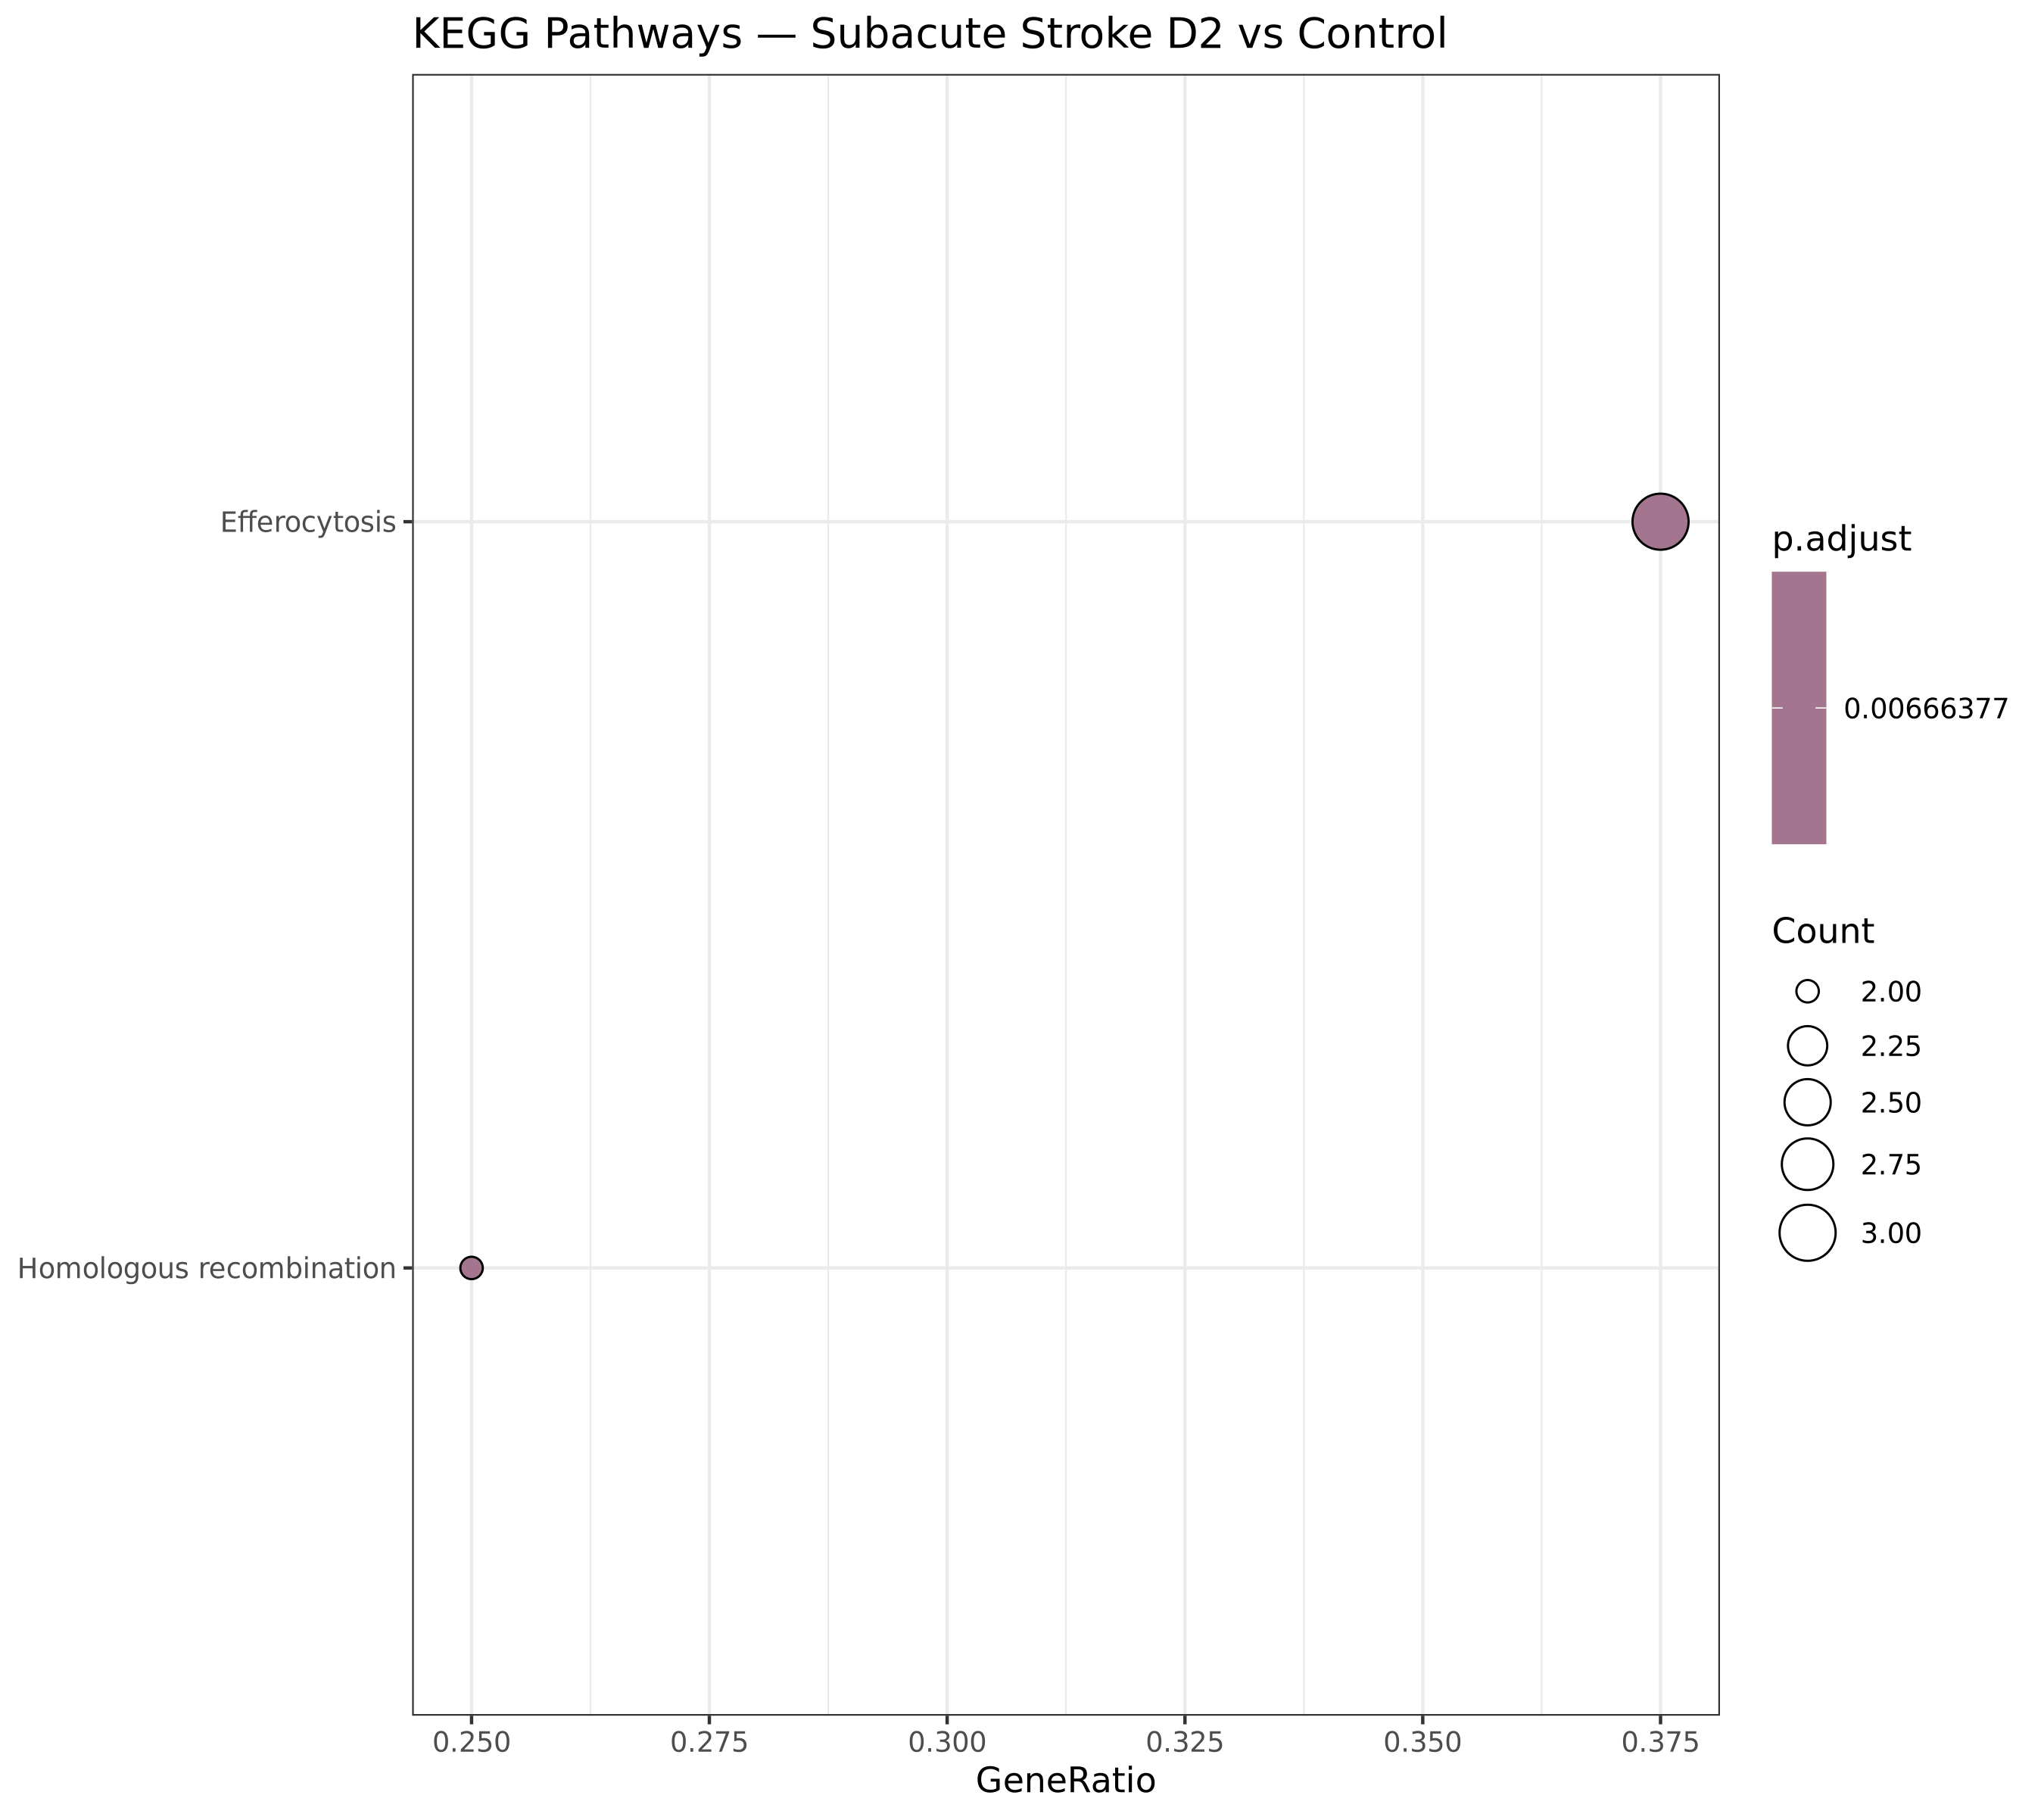 KEGG Pathways — Subacute Stroke D2 vs Control
Efferocytosis
Homologous recombination
0.250 0.275 0.300 0.325 0.350 0.375
GeneRatio
p.adjust
0.00666377
Count
2.00
2.25
2.50
2.75
3.00